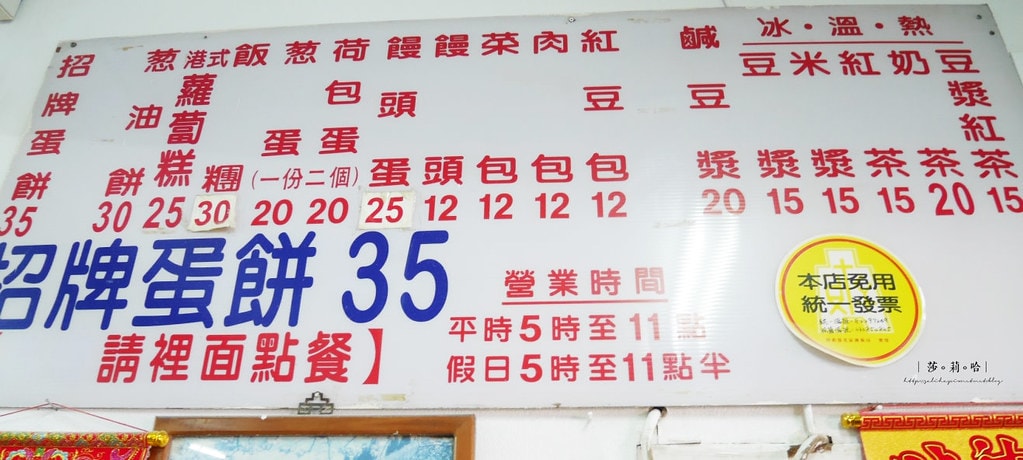 招牌蛋餅 35
葱油餅 30
港式蘿蔔糕 25
飯糰 30
葱蛋 20
荷包蛋 20
(一份二個)
饅頭蛋 25
饅頭 12
菜包 12
肉包 12
紅豆包 12
鹹豆漿 20
冰·溫·熱
豆漿 15
米漿 15
紅茶 15
奶茶 20
豆漿紅茶 15
招牌蛋餅 35
請裡面點餐】
營業時間
平時5時至11點
假日5時至11點半
本店免用
統一發票
|莎。莉。哈|